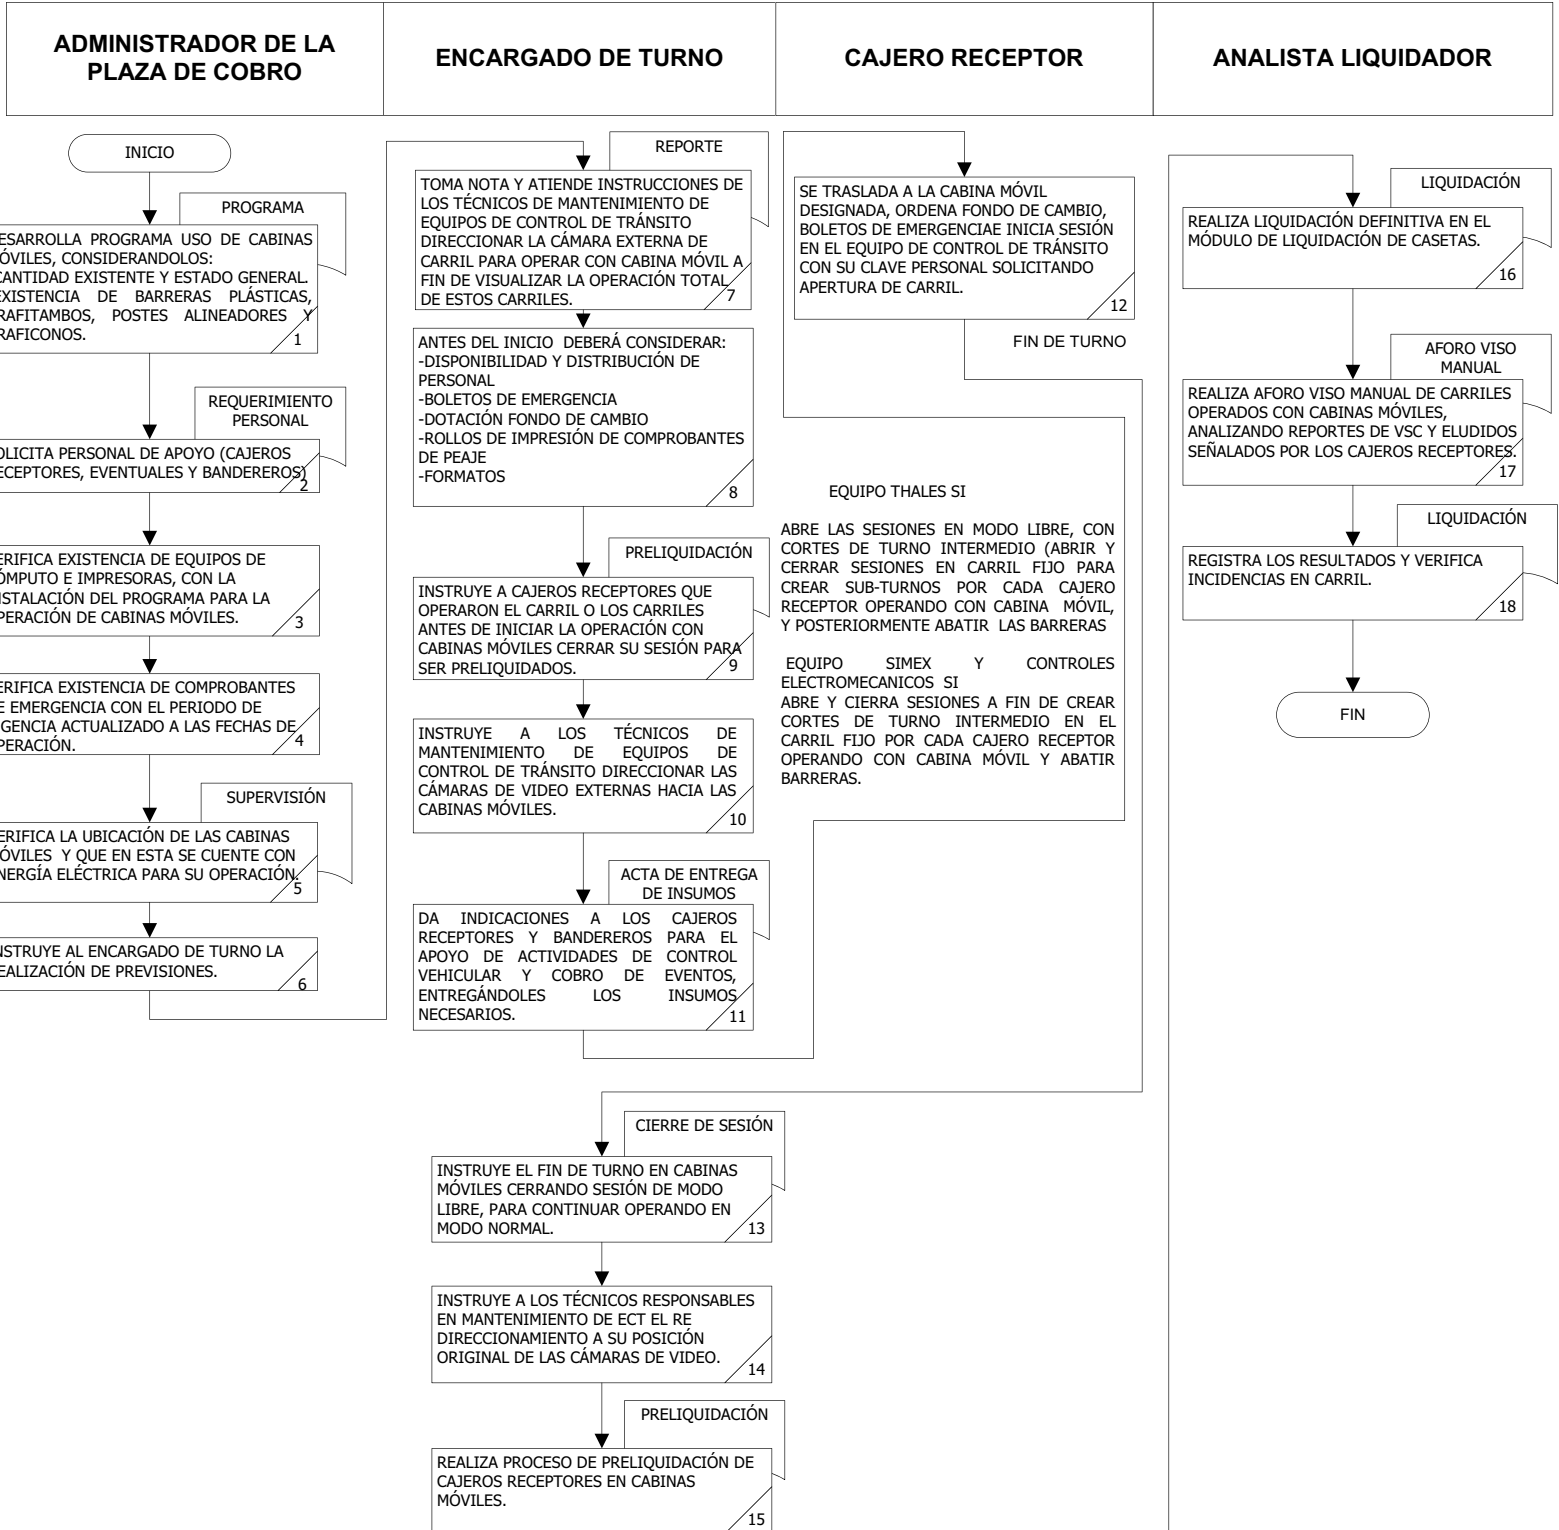 ADMINISTRADOR DE LA
PLAZA DE COBRO
ENCARGADO DE TURNO
CAJERO RECEPTOR
ANALISTA LIQUIDADOR
INICIO
PROGRAMA
ESARROLLA PROGRAMA USO DE CABINAS
ÓVILES, CONSIDERANDOLOS:
CANTIDAD EXISTENTE Y ESTADO GENERAL.
EXISTENCIA DE BARRERAS PLÁSTICAS,
RAFITAMBOS, POSTES ALINEADORES Y
RAFICONOS.
1
REQUERIMIENTO
PERSONAL
OLICITA PERSONAL DE APOYO (CAJEROS
ECEPTORES, EVENTUALES Y BANDEREROS)
2
ERIFICA EXISTENCIA DE EQUIPOS DE
ÓMPUTO E IMPRESORAS, CON LA
NSTALACIÓN DEL PROGRAMA PARA LA
PERACIÓN DE CABINAS MÓVILES.
3
ERIFICA EXISTENCIA DE COMPROBANTES
E EMERGENCIA CON EL PERIODO DE
IGENCIA ACTUALIZADO A LAS FECHAS DE
PERACIÓN.
4
SUPERVISIÓN
ERIFICA LA UBICACIÓN DE LAS CABINAS
ÓVILES Y QUE EN ESTA SE CUENTE CON
NERGÍA ELÉCTRICA PARA SU OPERACIÓN.
5
NSTRUYE AL ENCARGADO DE TURNO LA
EALIZACIÓN DE PREVISIONES.
6
REPORTE
TOMA NOTA Y ATIENDE INSTRUCCIONES DE
LOS TÉCNICOS DE MANTENIMIENTO DE
EQUIPOS DE CONTROL DE TRÁNSITO
DIRECCIONAR LA CÁMARA EXTERNA DE
CARRIL PARA OPERAR CON CABINA MÓVIL A
FIN DE VISUALIZAR LA OPERACIÓN TOTAL
DE ESTOS CARRILES.
7
ANTES DEL INICIO DEBERÁ CONSIDERAR:
-DISPONIBILIDAD Y DISTRIBUCIÓN DE
PERSONAL
-BOLETOS DE EMERGENCIA
-DOTACIÓN FONDO DE CAMBIO
-ROLLOS DE IMPRESIÓN DE COMPROBANTES
DE PEAJE
-FORMATOS
8
PRELIQUIDACIÓN
INSTRUYE A CAJEROS RECEPTORES QUE
OPERARON EL CARRIL O LOS CARRILES
ANTES DE INICIAR LA OPERACIÓN CON
CABINAS MÓVILES CERRAR SU SESIÓN PARA
SER PRELIQUIDADOS.
9
INSTRUYE A LOS TÉCNICOS DE
MANTENIMIENTO DE EQUIPOS DE
CONTROL DE TRÁNSITO DIRECCIONAR LAS
CÁMARAS DE VIDEO EXTERNAS HACIA LAS
CABINAS MÓVILES.
10
ACTA DE ENTREGA
DE INSUMOS
DA INDICACIONES A LOS CAJEROS
RECEPTORES Y BANDEREROS PARA EL
APOYO DE ACTIVIDADES DE CONTROL
VEHICULAR Y COBRO DE EVENTOS,
ENTREGÁNDOLES LOS INSUMOS
NECESARIOS.
11
SE TRASLADA A LA CABINA MÓVIL
DESIGNADA, ORDENA FONDO DE CAMBIO,
BOLETOS DE EMERGENCIAE INICIA SESIÓN
EN EL EQUIPO DE CONTROL DE TRÁNSITO
CON SU CLAVE PERSONAL SOLICITANDO
APERTURA DE CARRIL.
12
FIN DE TURNO
EQUIPO THALES SI
ABRE LAS SESIONES EN MODO LIBRE, CON
CORTES DE TURNO INTERMEDIO (ABRIR Y
CERRAR SESIONES EN CARRIL FIJO PARA
CREAR SUB-TURNOS POR CADA CAJERO
RECEPTOR OPERANDO CON CABINA MÓVIL,
Y POSTERIORMENTE ABATIR LAS BARRERAS
EQUIPO SIMEX Y CONTROLES
ELECTROMECANICOS SI
ABRE Y CIERRA SESIONES A FIN DE CREAR
CORTES DE TURNO INTERMEDIO EN EL
CARRIL FIJO POR CADA CAJERO RECEPTOR
OPERANDO CON CABINA MÓVIL Y ABATIR
BARRERAS.
CIERRE DE SESIÓN
INSTRUYE EL FIN DE TURNO EN CABINAS
MÓVILES CERRANDO SESIÓN DE MODO
LIBRE, PARA CONTINUAR OPERANDO EN
MODO NORMAL.
13
INSTRUYE A LOS TÉCNICOS RESPONSABLES
EN MANTENIMIENTO DE ECT EL RE
DIRECCIONAMIENTO A SU POSICIÓN
ORIGINAL DE LAS CÁMARAS DE VIDEO.
14
PRELIQUIDACIÓN
REALIZA PROCESO DE PRELIQUIDACIÓN DE
CAJEROS RECEPTORES EN CABINAS
MÓVILES.
15
LIQUIDACIÓN
REALIZA LIQUIDACIÓN DEFINITIVA EN EL
MÓDULO DE LIQUIDACIÓN DE CASETAS.
16
AFORO VISO
MANUAL
REALIZA AFORO VISO MANUAL DE CARRILES
OPERADOS CON CABINAS MÓVILES,
ANALIZANDO REPORTES DE VSC Y ELUDIDOS
SEÑALADOS POR LOS CAJEROS RECEPTORES.
17
LIQUIDACIÓN
REGISTRA LOS RESULTADOS Y VERIFICA
INCIDENCIAS EN CARRIL.
18
FIN